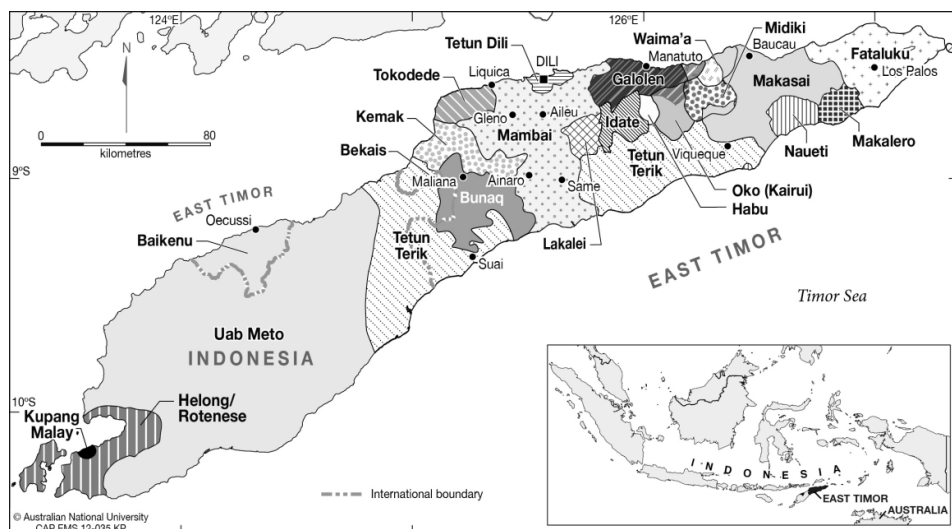 124°E
126°E
N
0
80
kilometres
Tetun Dili
DILI
Waima'a
Midiki
Manatuto
Baucau
Fataluku
Los Palos
Tokodede
Liquica
Galolen
Makasai
Gleno
Aileu
Idate
Kemak
Mambai
Makalero
Bekais
Tetun
Terik
Viqueque
Naueti
9°S
Maliana
Ainaro
Same
Oko (Kairui)
Bunaq
Habu
EAST TIMOR
Oecussi
Lakalei
Baikenu
Tetun
Terik
Suai
EAST TIMOR
Timor Sea
Uab Meto
INDONESIA
10°S
Helong/
Rotenese
Kupang
Malay
INDONESIA
EAST TIMOR
AUSTRALIA
International boundary
© Australian National University
CAP EMS 12-035 KP